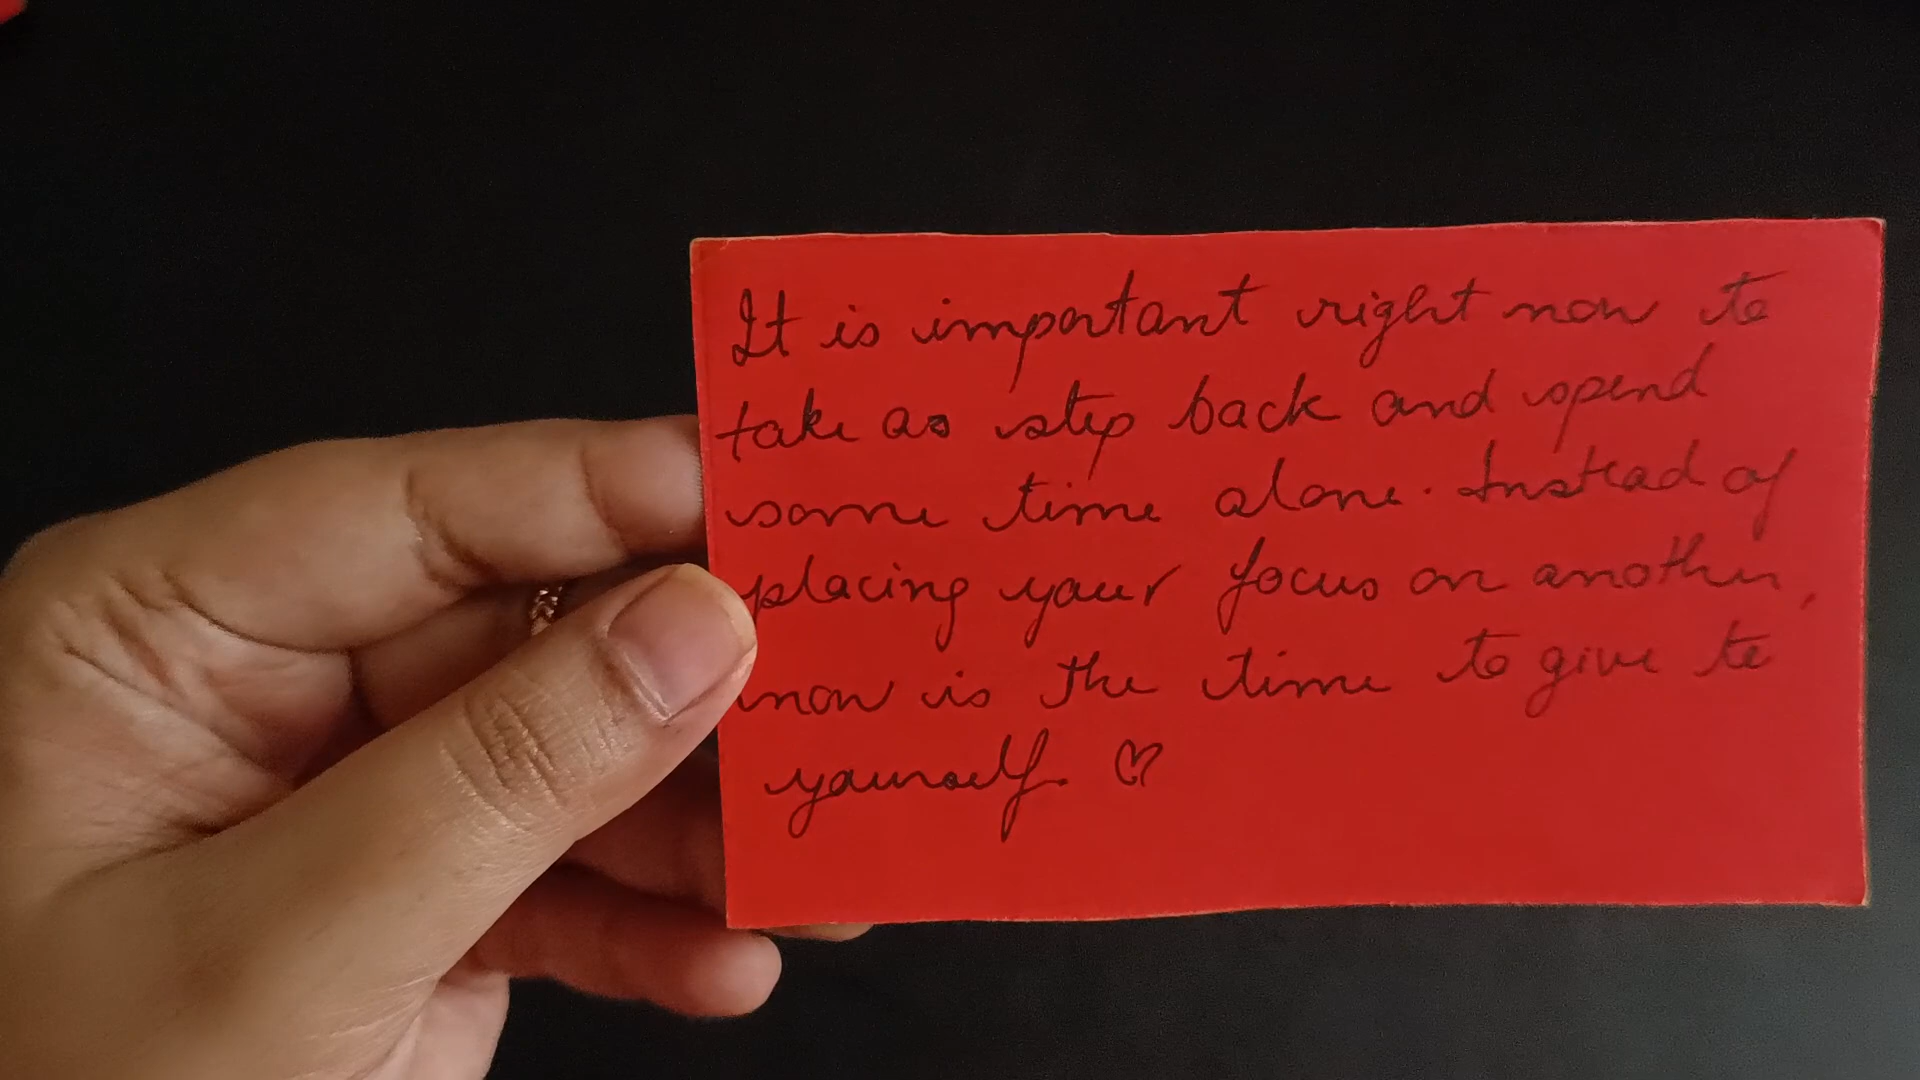 It is important right now to
take a step back and spend
some time alone. Instead of
placing your focus on another,
now is the time to give to
yourself. ♡